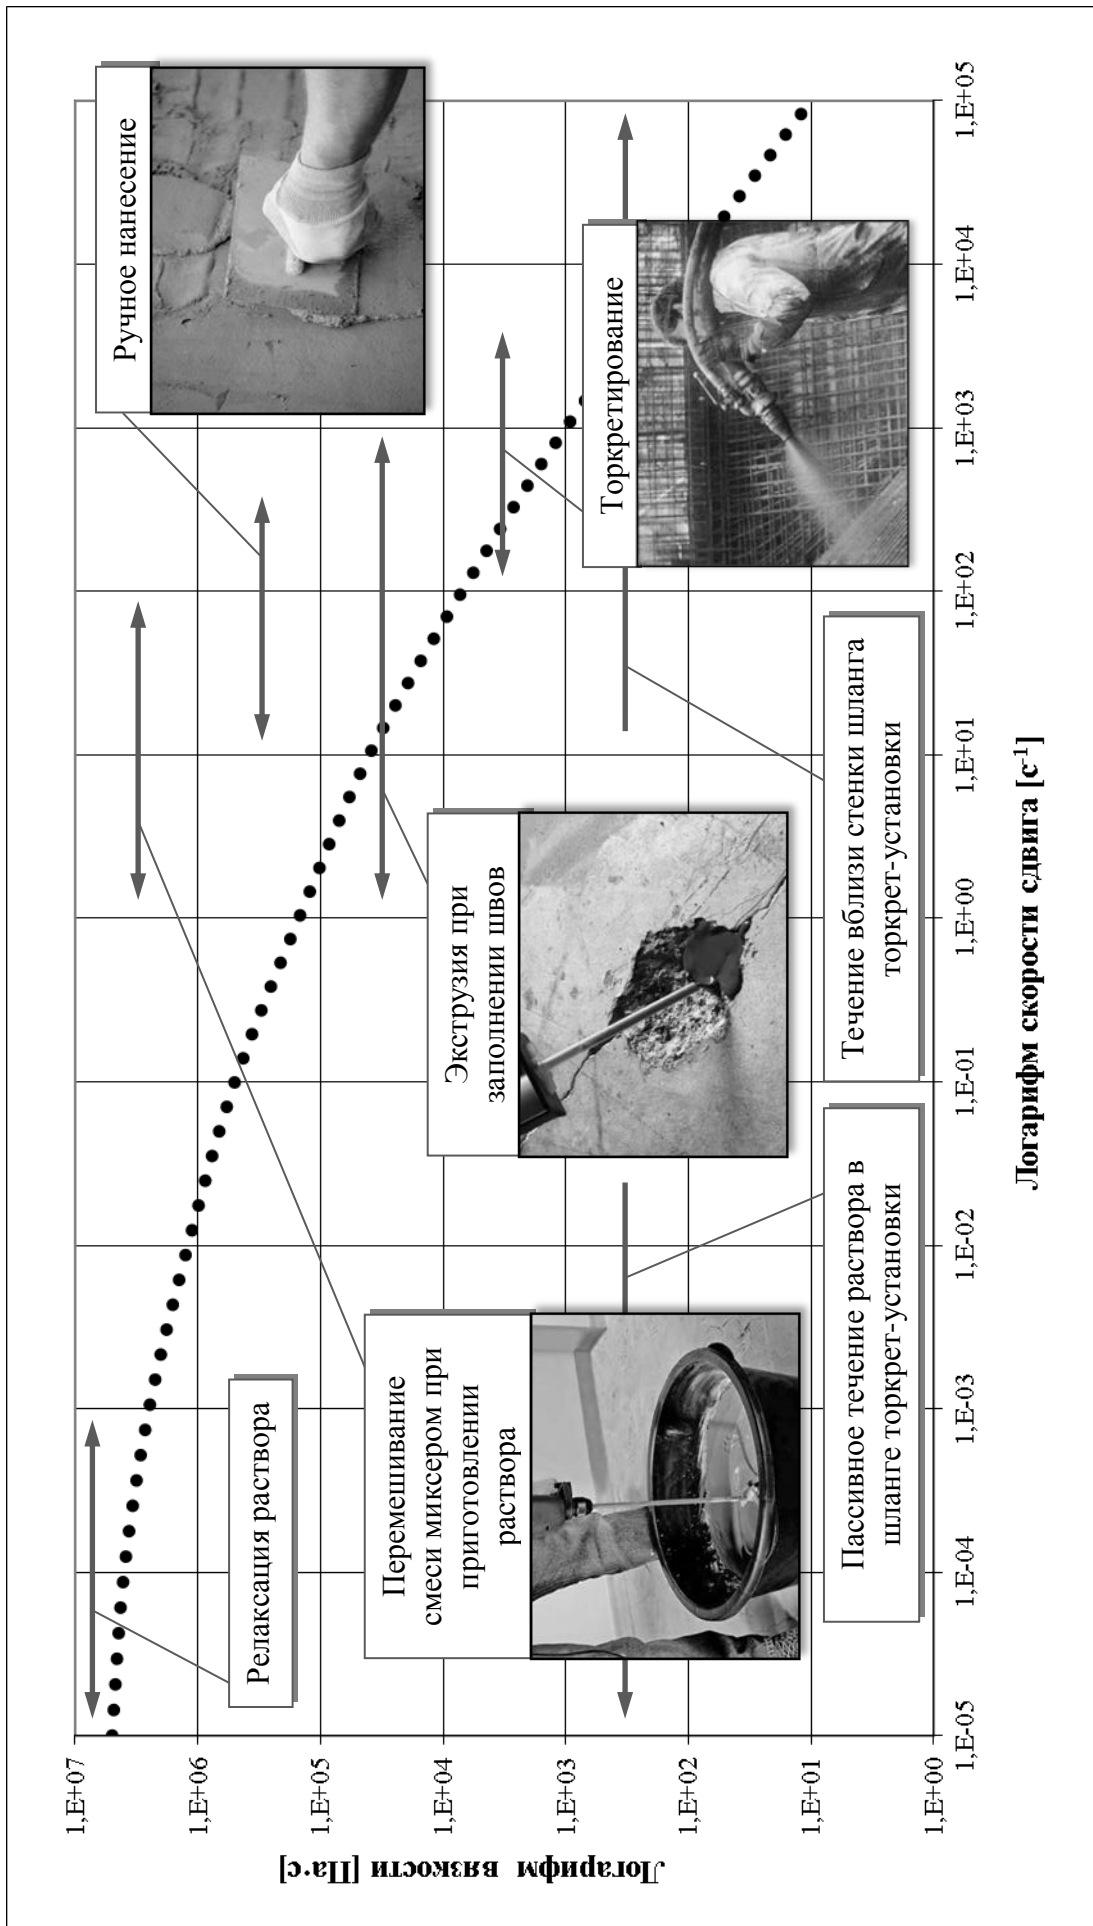 Логарифм вязкости [Па·с]
1,E+07
1,E+06
1,E+05
1,E+04
1,E+03
1,E+02
1,E+01
1,E+00
Релаксация раствора
Перемешивание
смеси миксером при
приготовлении
раствора
Пассивное течение раствора в
шланге торкрет-установки
Экструзия при
заполнении швов
Течение вблизи стенки шланга
торкрет-установки
Ручное нанесение
Торкретирование
1,E-05
1,E-04
1,E-03
1,E-02
1,E-01
1,E+00
1,E+01
1,E+02
1,E+03
1,E+04
1,E+05
Логарифм скорости сдвига [с-1]